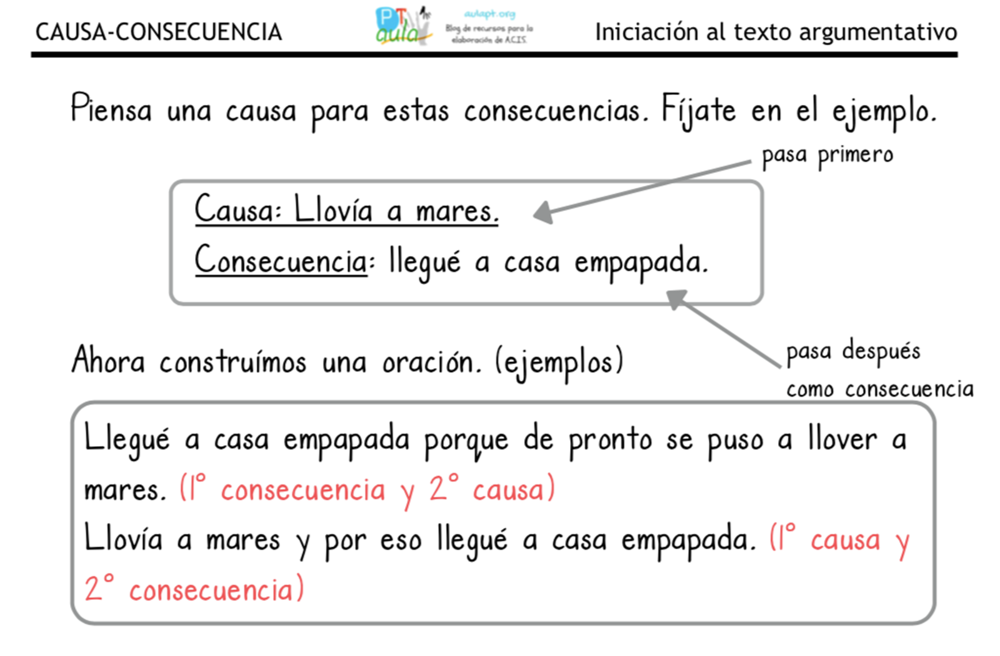 CAUSA-CONSECUENCIA
PT
aula
aulapt.org
Blog de recursos para la
elaboración de A.C.I.S.
Iniciación al texto argumentativo
Piensa una causa para estas consecuencias. Fíjate en el ejemplo.
pasa primero
Causa: Llovía a mares.
Consecuencia: llegué a casa empapada.
Ahora construímos una oración. (ejemplos)
pasa después
como consecuencia
Llegué a casa empapada porque de pronto se puso a llover a
mares. (1° consecuencia y 2° causa)
Llovía a mares y por eso llegué a casa empapada. (1° causa y
2° consecuencia)